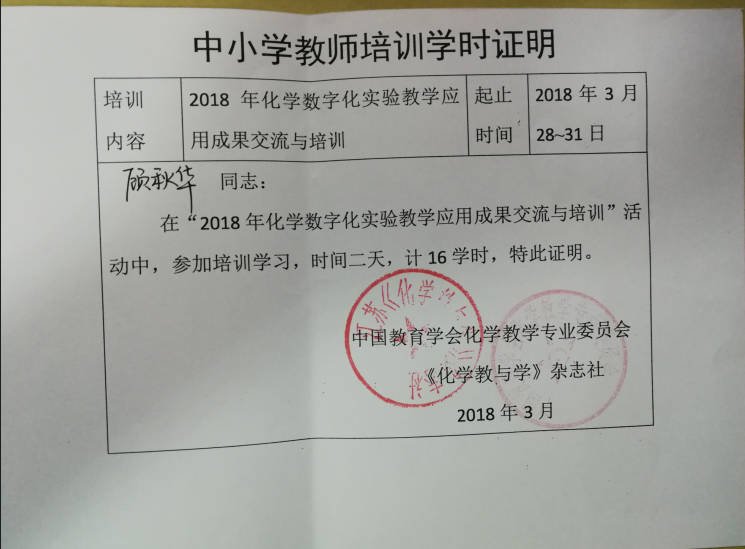 中小学教师培训学时证明
培训内容
2018 年化学数字化实验教学应
用成果交流与培训
起止时间
2018 年 3 月
28~31 日
顾秋华 同志：
在“2018 年化学数字化实验教学应用成果交流与培训”活
动中，参加培训学习，时间二天，计 16 学时，特此证明。
中国教育学会化学教学专业委员会
《化学教与学》杂志社
2018 年 3 月